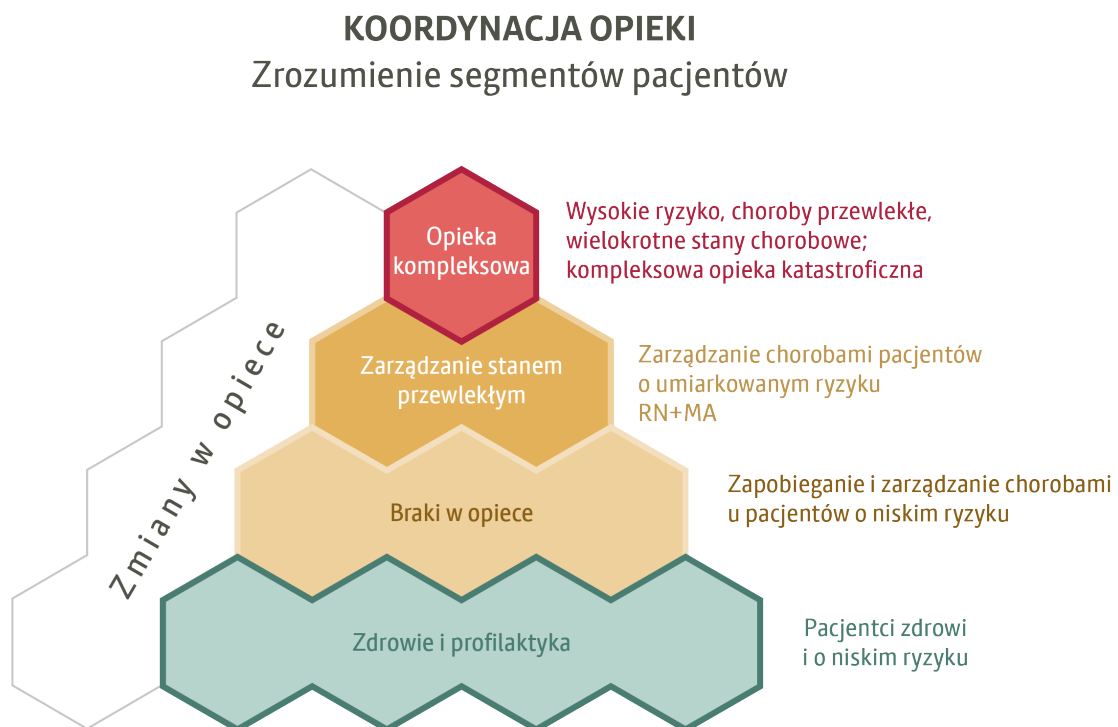 KOORDYNACJA OPIEKI
Zrozumienie segmentów pacjentów
Opieka
kompleksowa
Wysokie ryzyko, choroby przewlekłe,
wielokrotne stany chorobowe;
kompleksowa opieka katastroficzna
Zmiany w opiece
Zarządzanie stanem
przewlekłym
Zarządzanie chorobami pacjentów
o umiarkowanym ryzyku
RN+MA
Braki w opiece
Zapobieganie i zarządzanie chorobami
u pacjentów o niskim ryzyku
Zdrowie i profilaktyka
Pacjentci zdrowi
i o niskim ryzyku